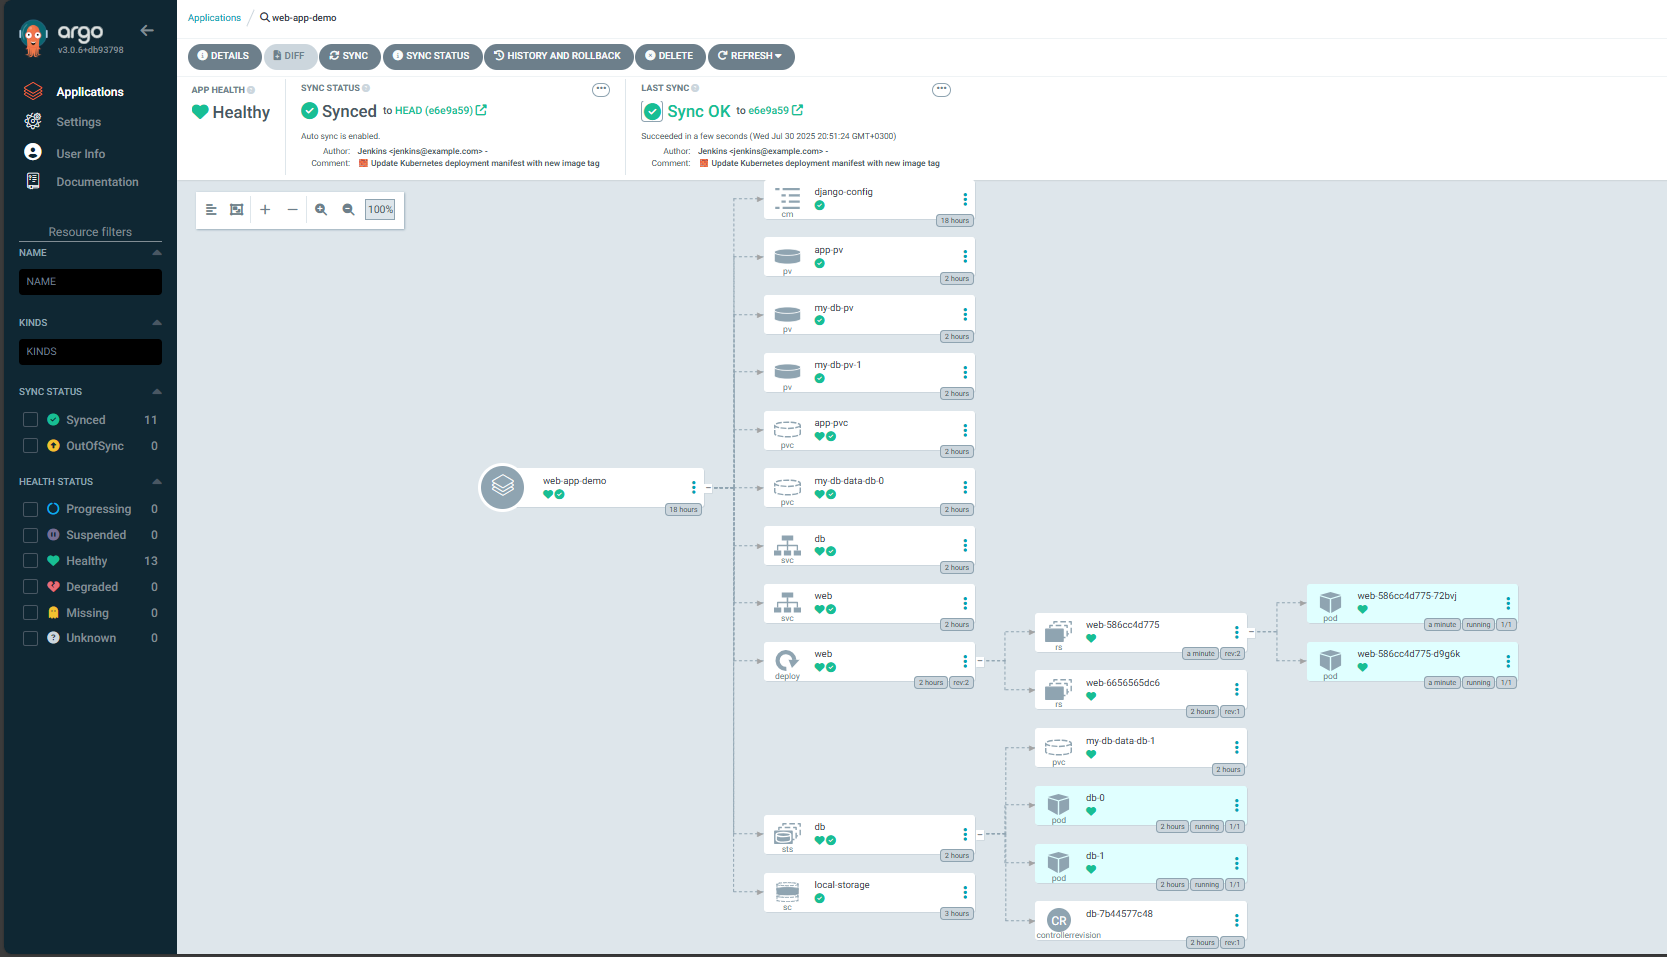 argo
v3.0.6+db93798
Applications
Settings
User Info
Documentation
Resource filters
NAME
NAME
KINDS
KINDS
SYNC STATUS
Synced 11
OutOfSync 0
HEALTH STATUS
Progressing 0
Suspended 0
Healthy 13
Degraded 0
Missing 0
Unknown 0
Applications / web-app-demo
DETAILS DIFF SYNC SYNC STATUS HISTORY AND ROLLBACK DELETE REFRESH
APP HEALTH
Healthy
SYNC STATUS
Synced to HEAD (e6e9a59)
Auto sync is enabled.
Author: Jenkins <jenkins@example.com> -
Comment: Update Kubernetes deployment manifest with new image tag
LAST SYNC
Sync OK to e6e9a59
Succeeded in a few seconds (Wed Jul 30 2025 20:51:24 GMT+0300)
Author: Jenkins <jenkins@example.com> -
Comment: Update Kubernetes deployment manifest with new image tag
100%
web-app-demo
18 hours
django-config
cm
18 hours
app-pv
pv
2 hours
my-db-pv
pv
2 hours
my-db-pv-1
pv
2 hours
app-pvc
pvc
2 hours
my-db-data-db-0
pvc
2 hours
db
svc
2 hours
web
svc
2 hours
web
deploy
2 hours rev:2
db
sts
2 hours
local-storage
sc
3 hours
web-586cc4d775
rs
a minute rev:2
web-6656565dc6
rs
2 hours rev:1
my-db-data-db-1
pvc
2 hours
db-0
pod
2 hours running 1/1
db-1
pod
2 hours running 1/1
CR
db-7b44577c48
controllerrevision
2 hours rev:1
web-586cc4d775-72bvj
pod
a minute running 1/1
web-586cc4d775-d9g6k
pod
a minute running 1/1